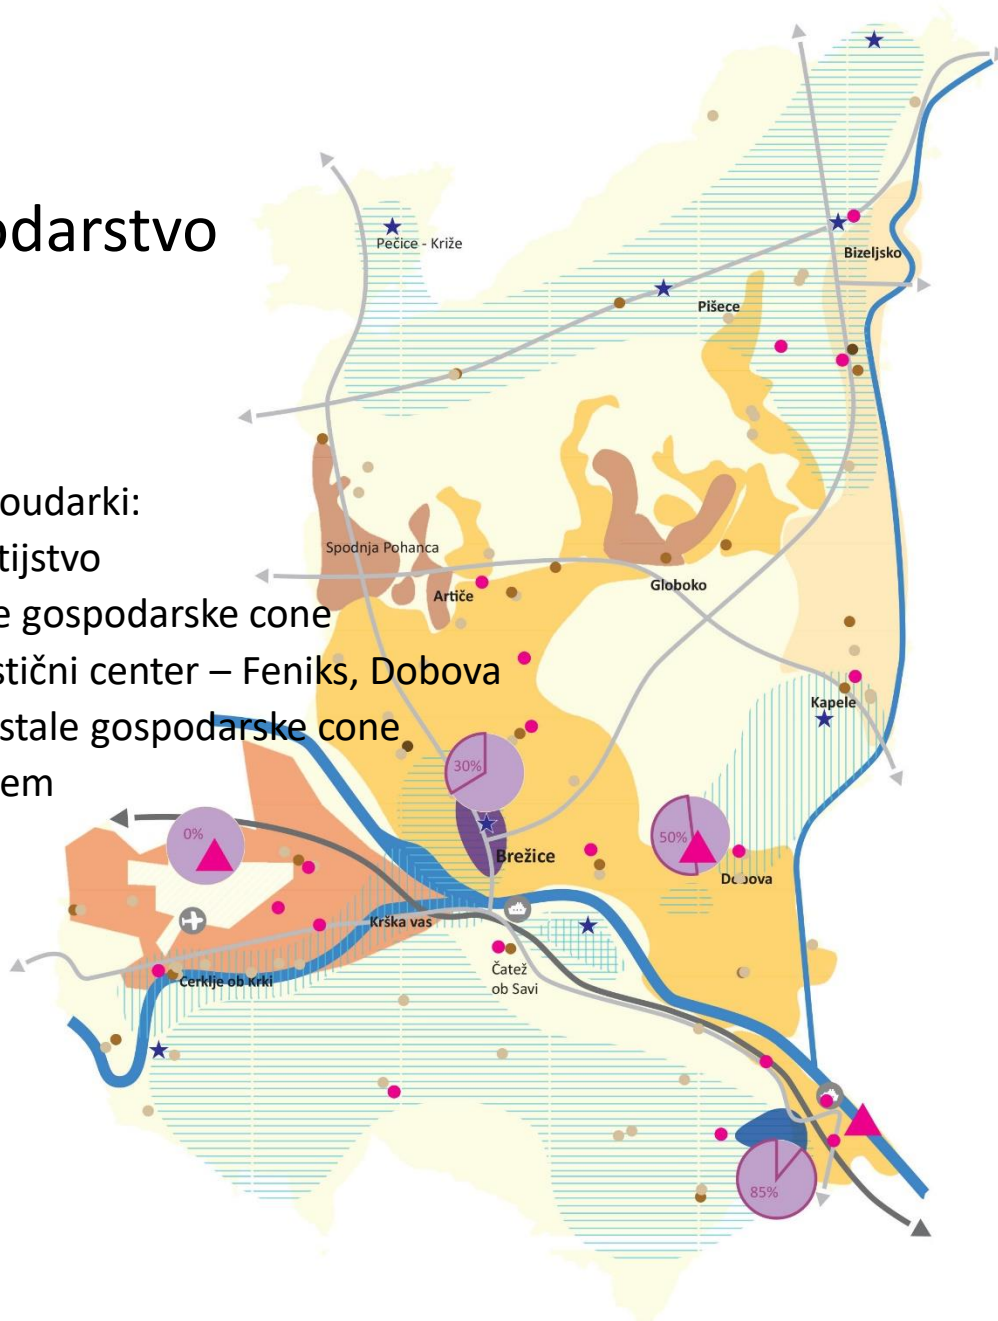 odarstvo
Pečice - Križe
Bizeljsko
Pišece
oudarki:
tijstvo
Spodnja Pohanca
Globoko
Artiče
e gospodarske cone
stični center – Feniks, Dobova
Kapele
stale gospodarske cone
em
30%
0%
50%
Brežice
Dobova
Krška vas
Čatež
ob Savi
Cerklje ob Krki
85%